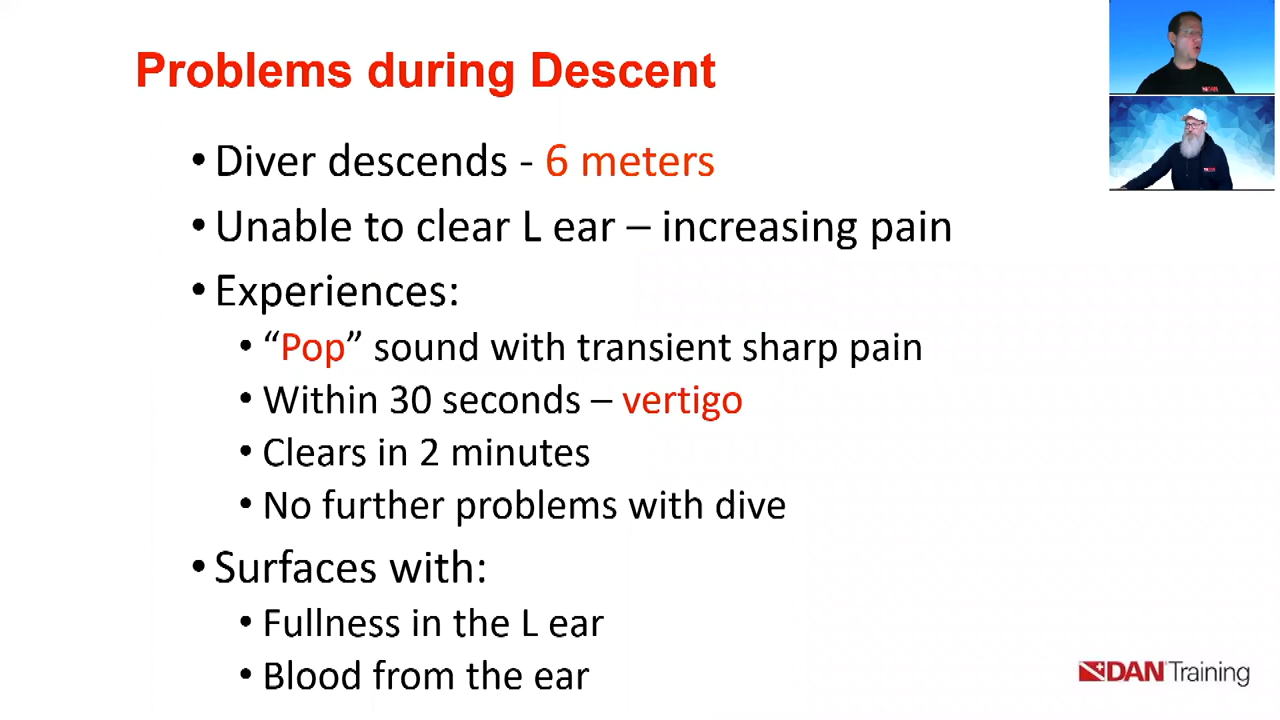 Problems during Descent
• Diver descends - 6 meters
• Unable to clear L ear – increasing pain
• Experiences:
• “Pop” sound with transient sharp pain
• Within 30 seconds – vertigo
• Clears in 2 minutes
• No further problems with dive
• Surfaces with:
• Fullness in the L ear
• Blood from the ear
DAN Training